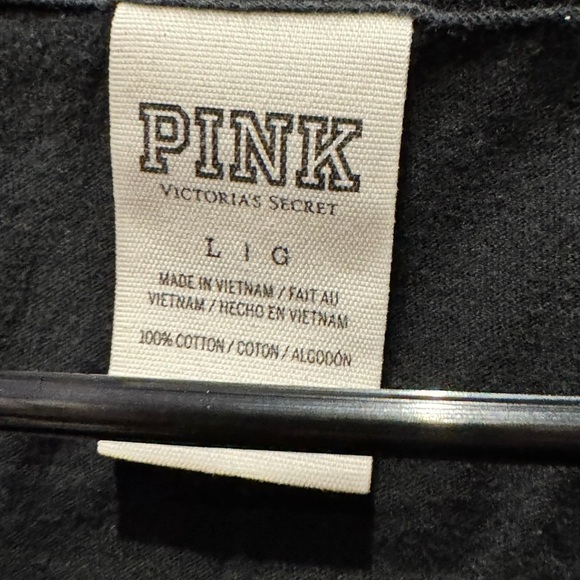 PINK
VICTORIA'S SECRET
L | G
MADE IN VIETNAM / FAIT AU
VIETNAM / HECHO EN VIETNAM
100% COTTON / COTON / ALGODÓN